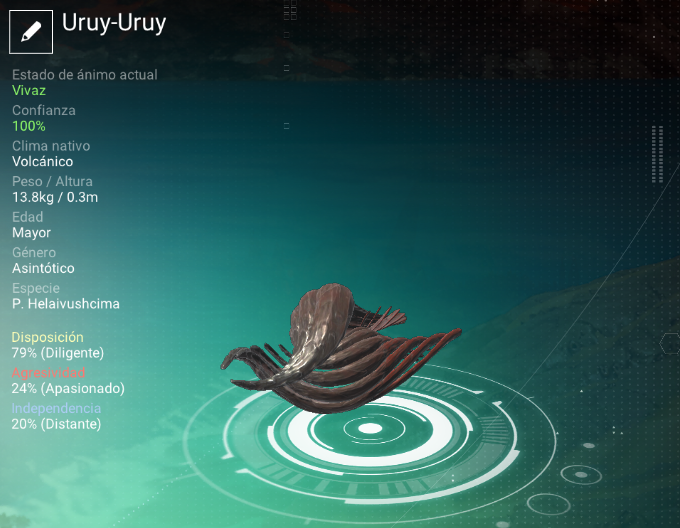 Uruy-Uruy
Estado de ánimo actual
Vivaz
Confianza
100%
Clima nativo
Volcánico
Peso / Altura
13.8kg / 0.3m
Edad
Mayor
Género
Asintótico
Especie
P. Helaivushcima
Disposición
79% (Diligente)
Agresividad
24% (Apasionado)
Independencia
20% (Distante)